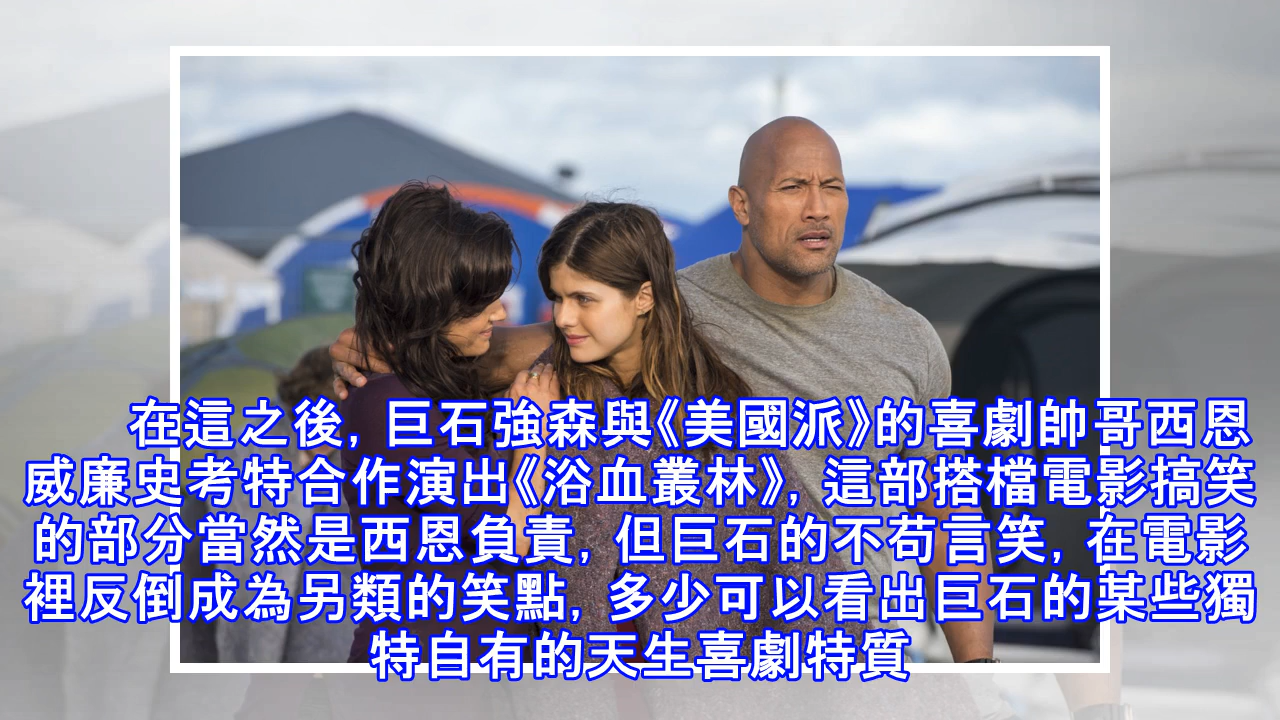 在這之後, 巨石強森與《美國派》的喜劇帥哥西恩
威廉史考特合作演出《浴血叢林》, 這部搭檔電影搞笑
的部分當然是西恩負責, 但巨石的不苟言笑, 在電影
裡反倒成為另類的笑點, 多少可以看出巨石的某些獨
特自有的天生喜劇特質